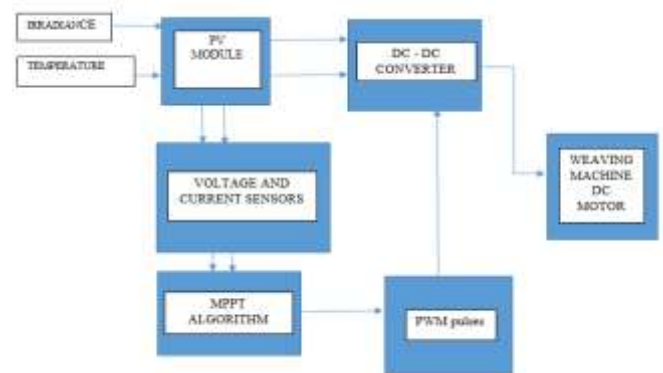 IRRADIANCE
TEMPERATURE
PV
MODULE
DC - DC
CONVERTER
WEAVING
MACHINE
DC
MOTOR
VOLTAGE AND
CURRENT SENSORS
MPPT
ALGORITHM
PWM pulses